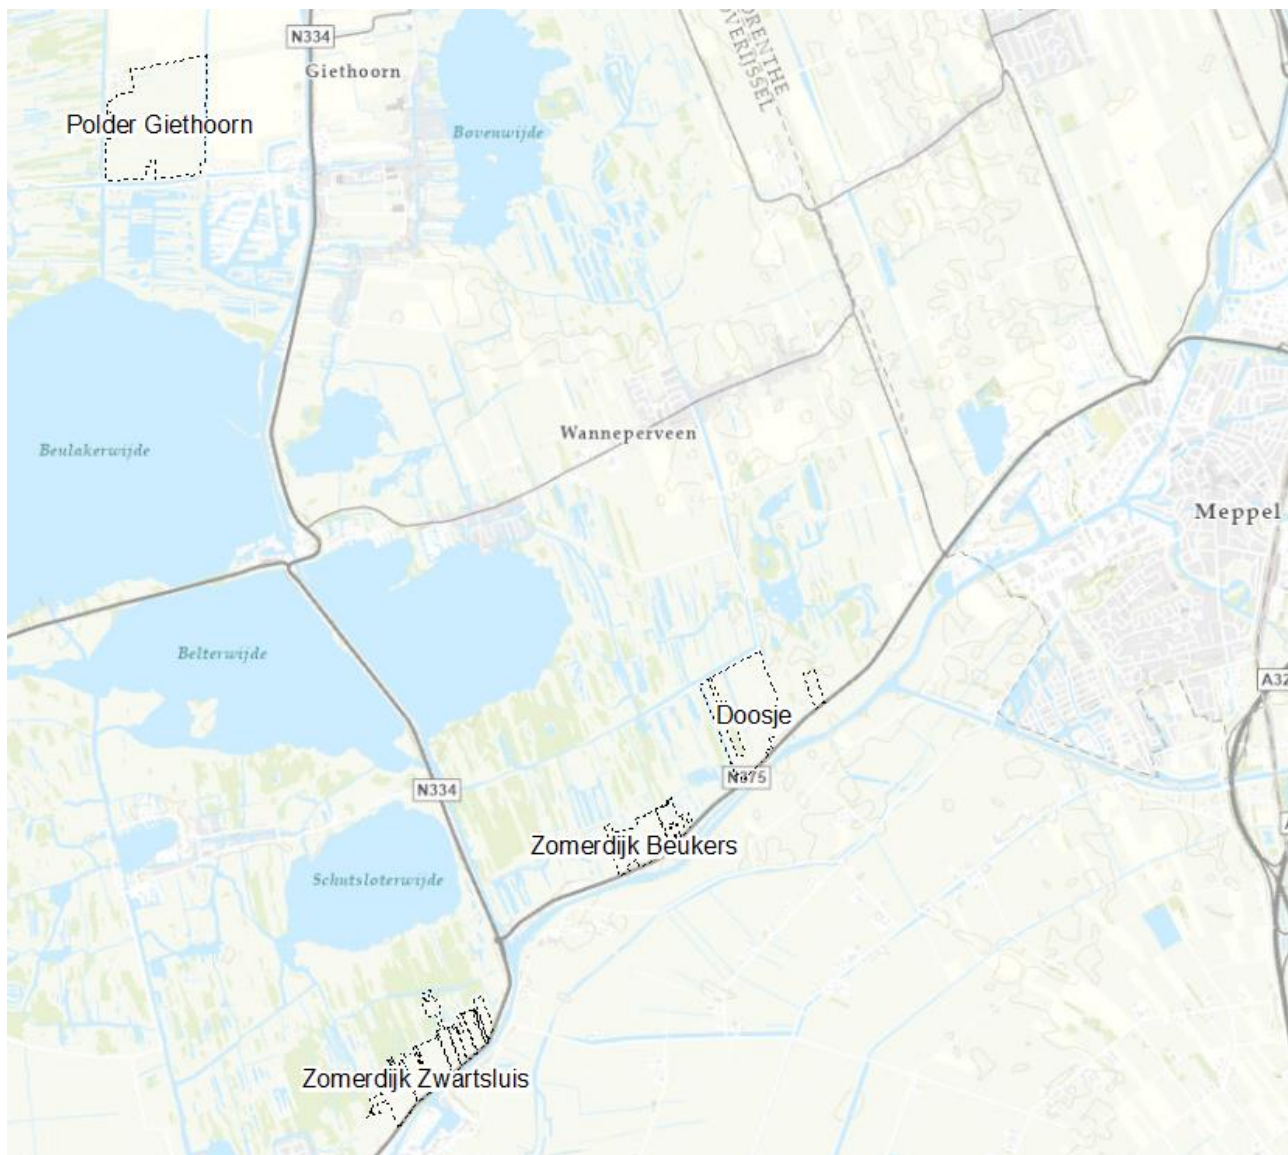 N334
Giethoorn
DRENTHE
OVERIJSSEL
Polder Giethoorn
Bovenwijde
Beulakerwijde
Wanneperveen
Meppel
Belterwijde
A32
Doosje
N375
N334
Zomerdijk Beukers
Schutsloterwijde
Zomerdijk Zwartsluis